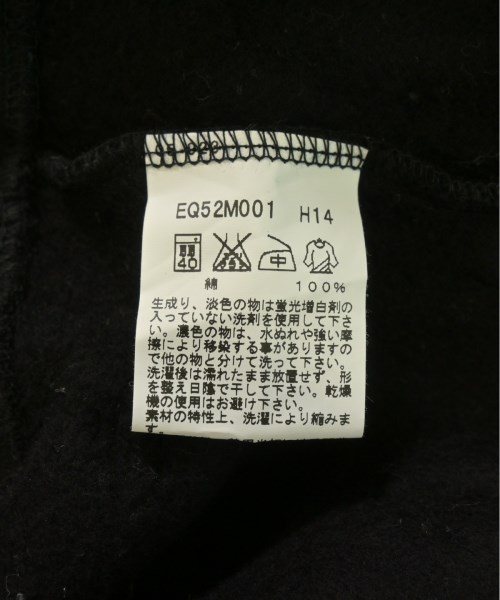 EQ52M001 H14
40 中
綿 100%
生成り、淡色の物は蛍光増白剤の
入っていない洗剤を使用して下さ
い。濃色の物は、水ぬれや強い摩
擦により移染する事がありますの
で他の物と分けて洗って下さい。
洗濯後は濡れたまま放置せず、形
を整え日陰で干して下さい。乾燥
機の使用はお避け下さい。
素材の特性上、洗濯により縮みま
す。